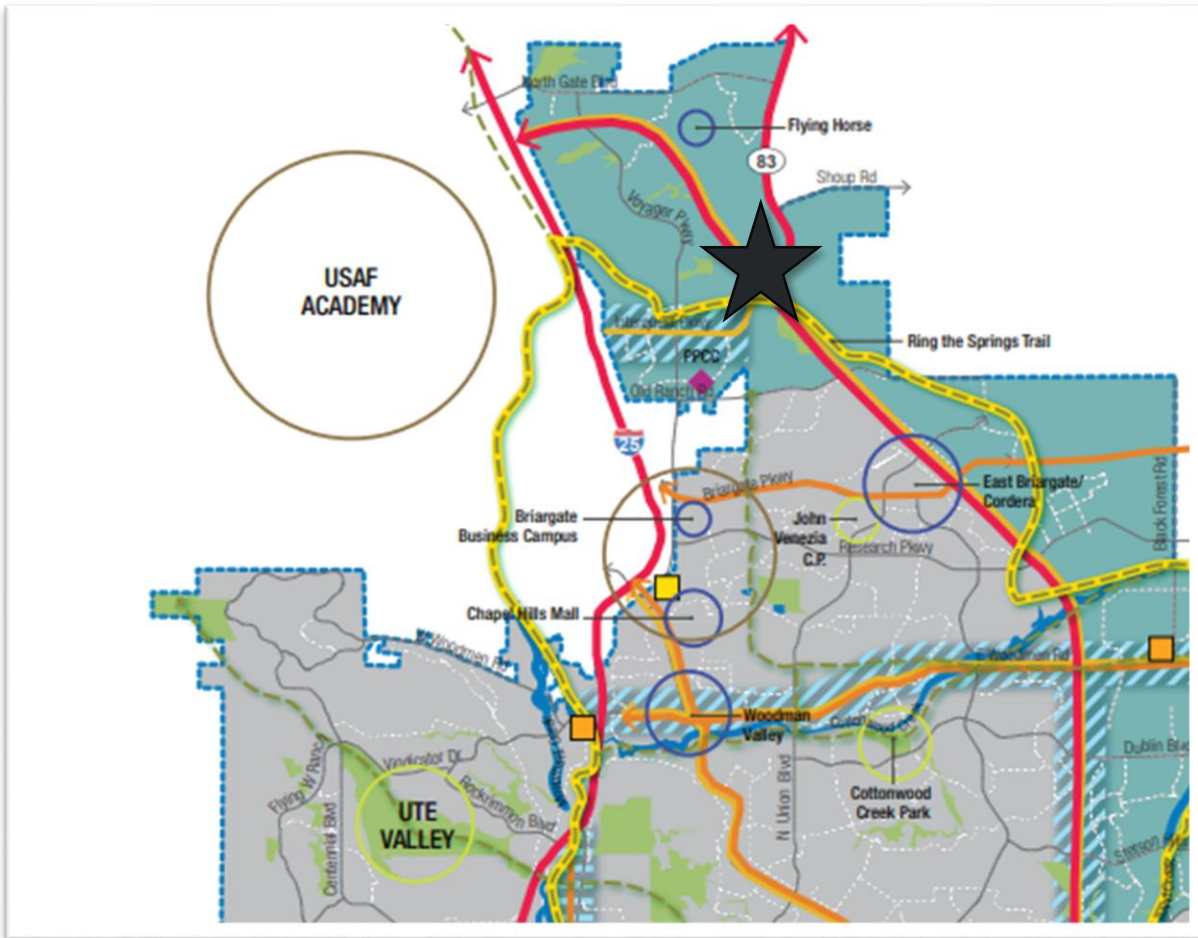 North Gate Blvd
Flying Horse
83
Shoup Rd
Voyager Pkwy
USAF
ACADEMY
Ring the Springs Trail
PPCC
Old Ranch Rd
25
Briargate Pkwy
East Briargate/
Cordera
Black Forest Rd
Briargate
Business Campus
John
Venezia
C.P.
Research Pkwy
Chapel Hills Mall
Woodmen Rd
E Woodmen Rd
Woodman
Valley
Vindicator Dr
Dublin Blvd
Flying W Ranch
Rockrimmon Blvd
N Union Blvd
Cottonwood
Creek Park
UTE
VALLEY
Centennial Blvd
Stetson